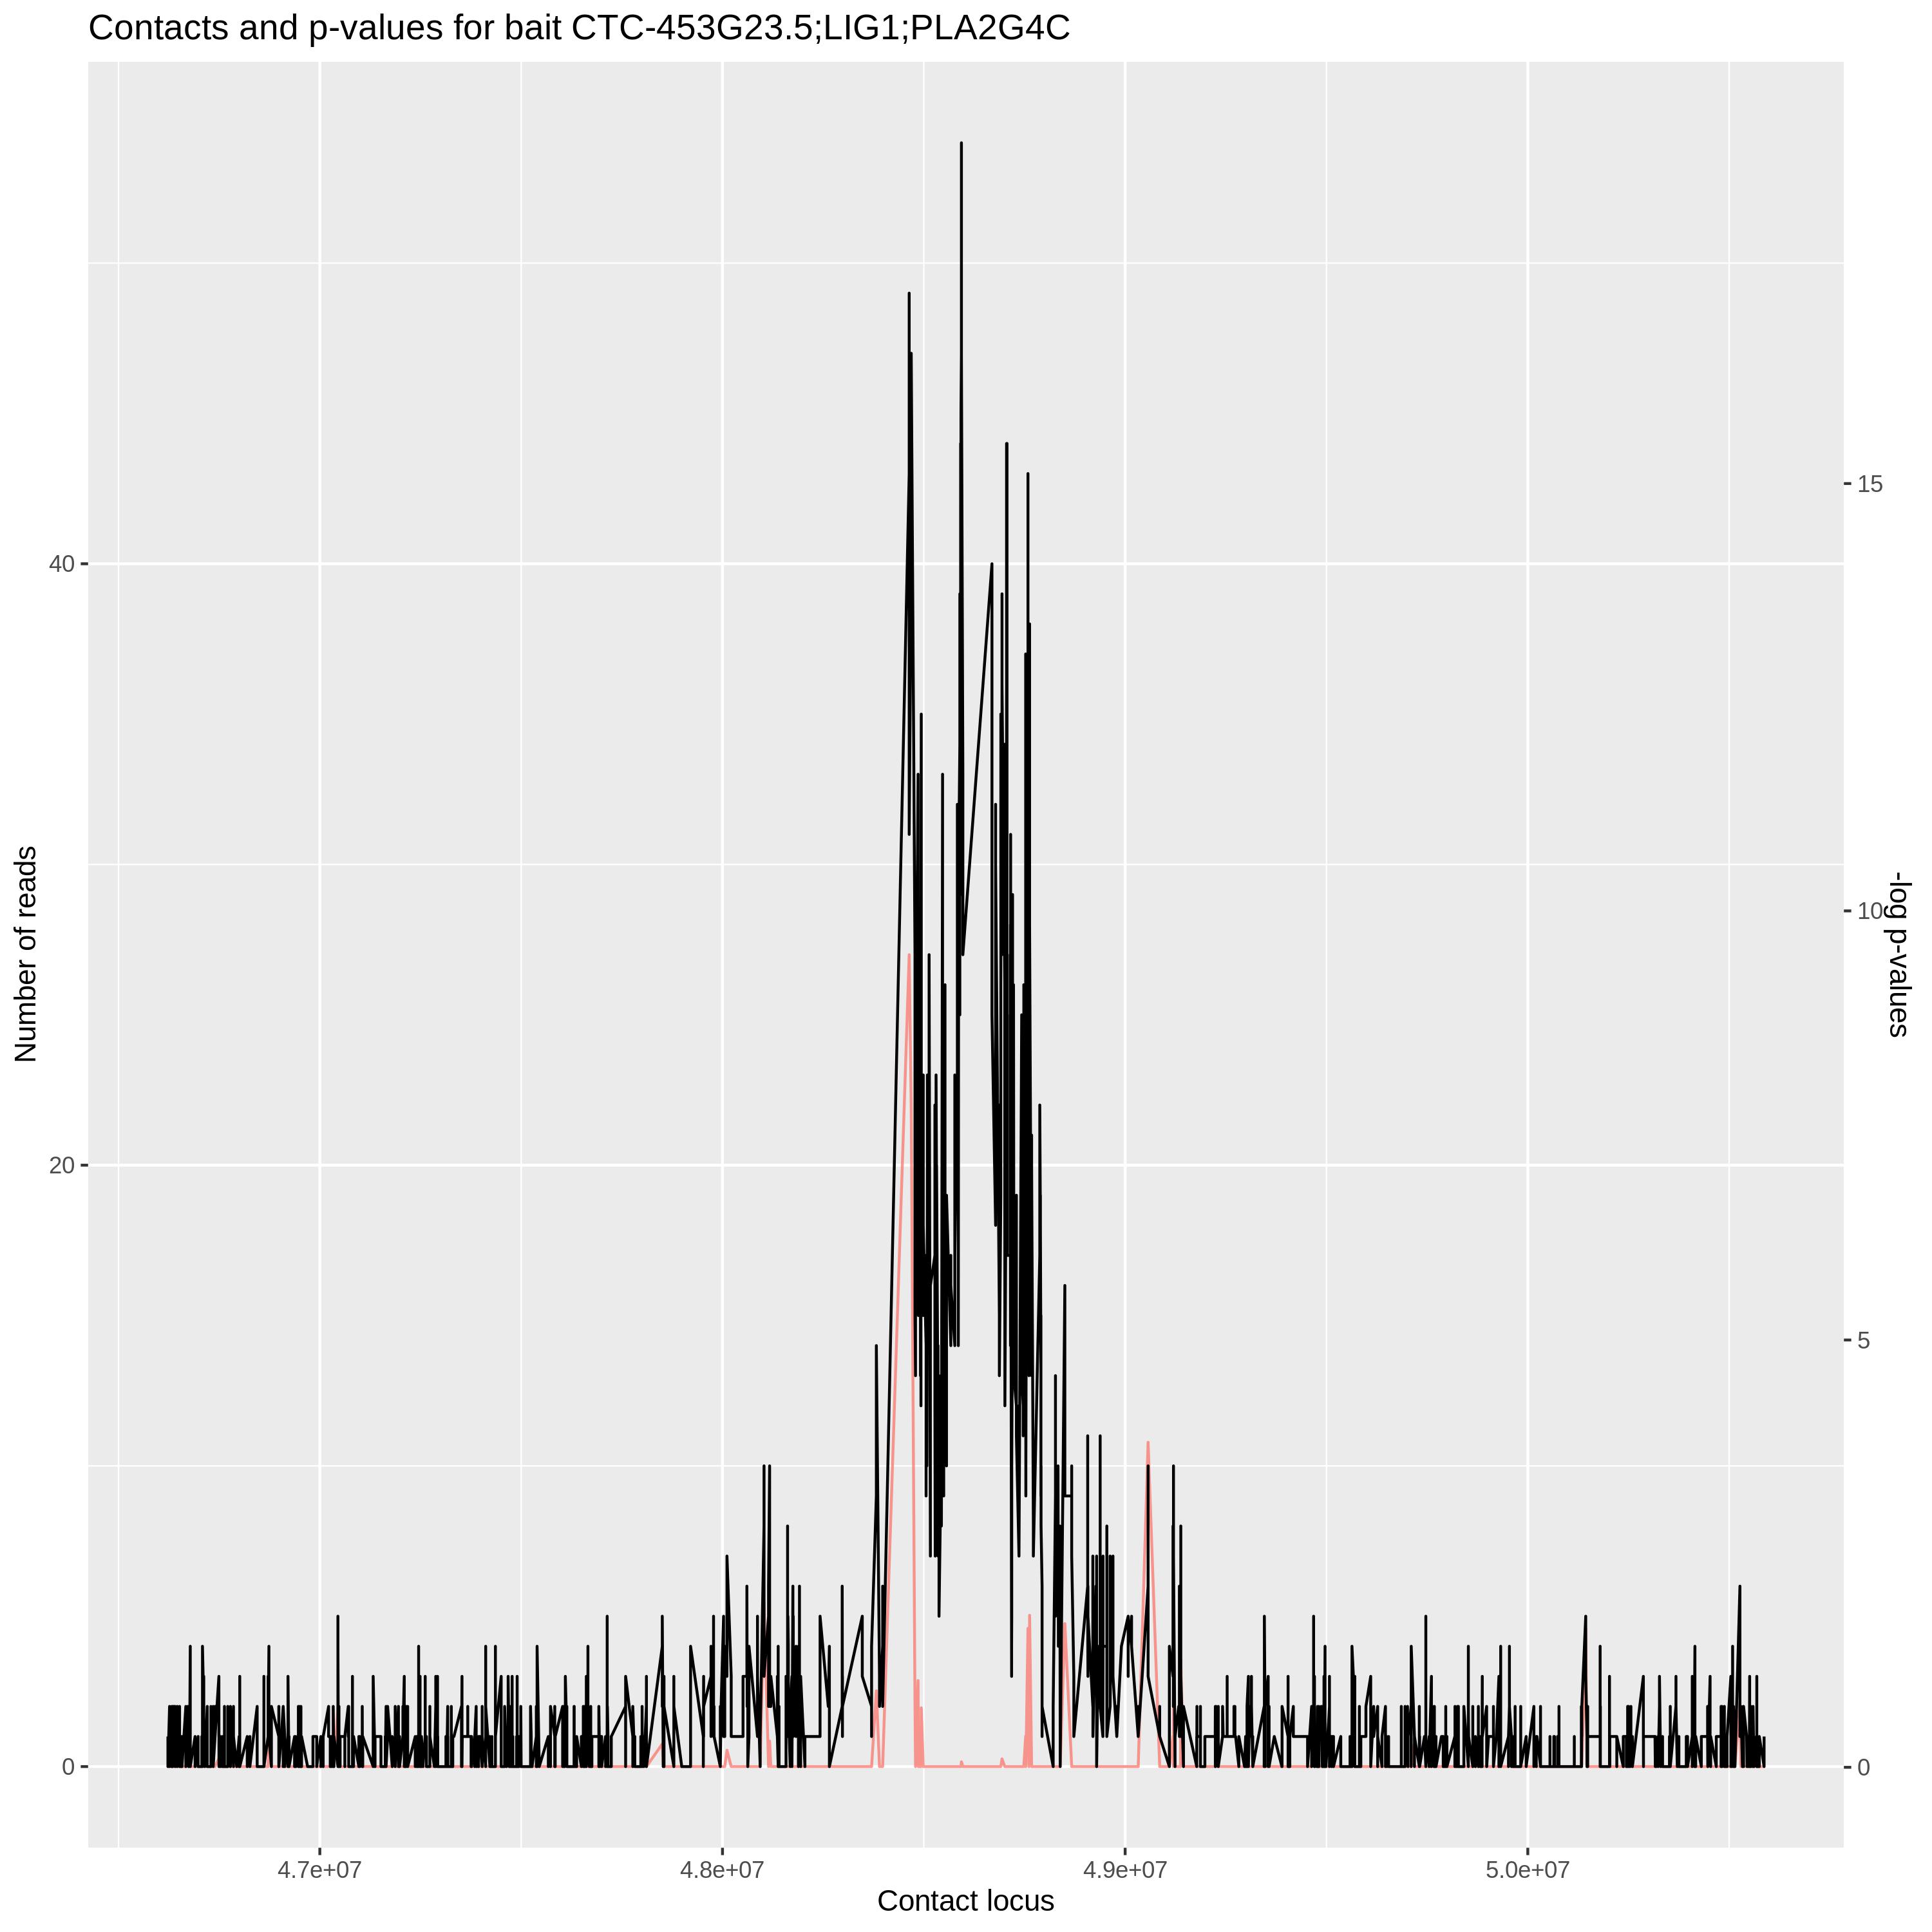 Contacts and p-values for bait CTC-453G23.5;LIG1;PLA2G4C
40
20
0
Number of reads
15
10
5
0
-log p-values
4.7e+07
4.8e+07
4.9e+07
5.0e+07
Contact locus